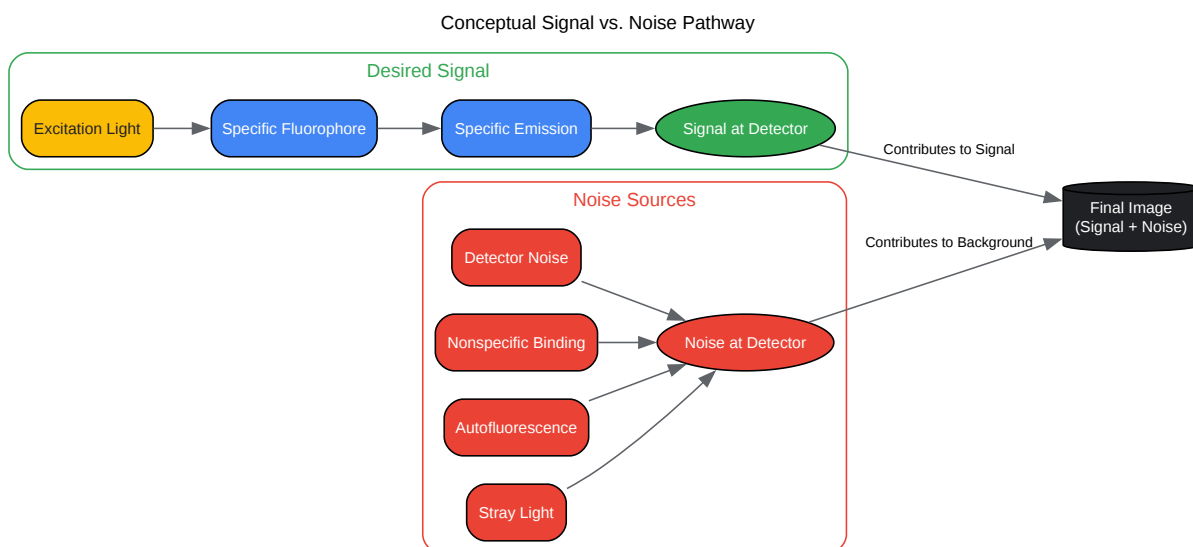 Conceptual Signal vs. Noise Pathway
Desired Signal
Excitation Light
Specific Fluorophore
Specific Emission
Signal at Detector
Contributes to Signal
Noise Sources
Detector Noise
Nonspecific Binding
Autofluorescence
Stray Light
Noise at Detector
Contributes to Background
Final Image
(Signal + Noise)